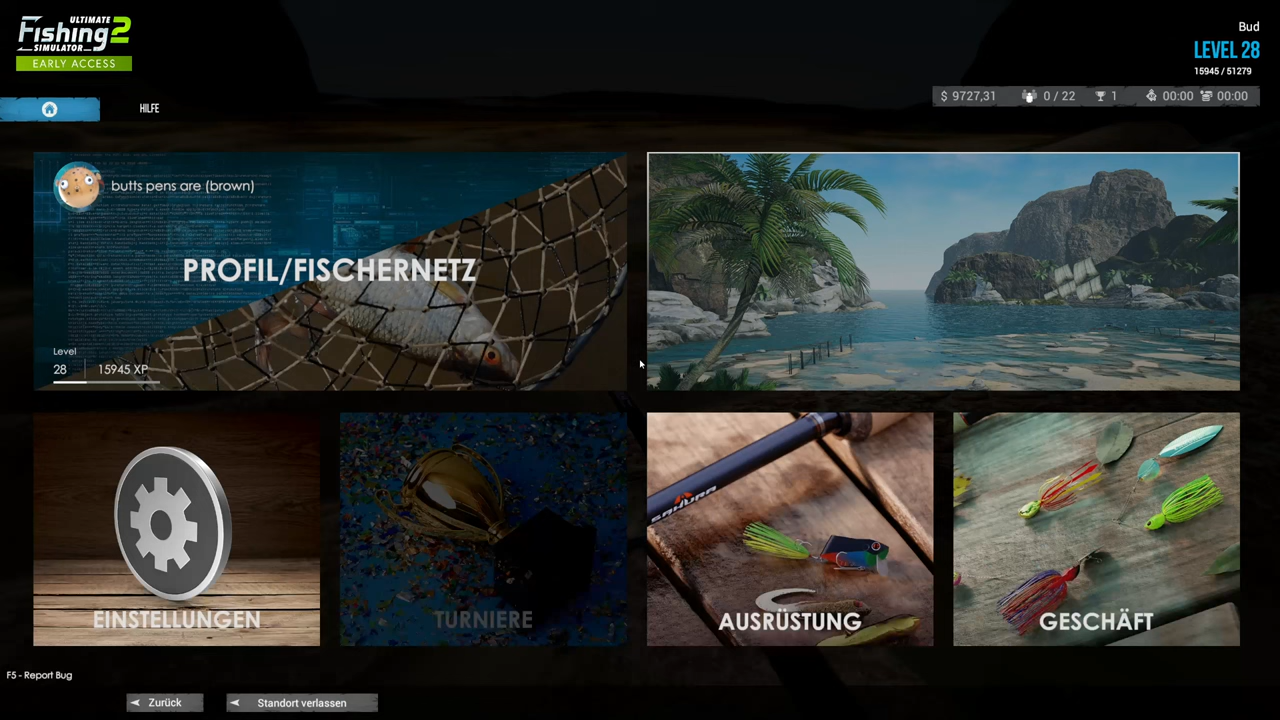 ULTIMATE
Fishing 2
SIMULATOR
EARLY ACCESS
Bud
LEVEL 28
15945 / 51279
HILFE
$ 9727,31 0 / 22 1 00:00 00:00
butts pens are (brown)
PROFIL/FISCHERNETZ
Level
28 15945 XP
SAKURA
EINSTELLUNGEN
TURNIERE
AUSRÜSTUNG
GESCHÄFT
F5 - Report Bug
Zurück
Standort verlassen